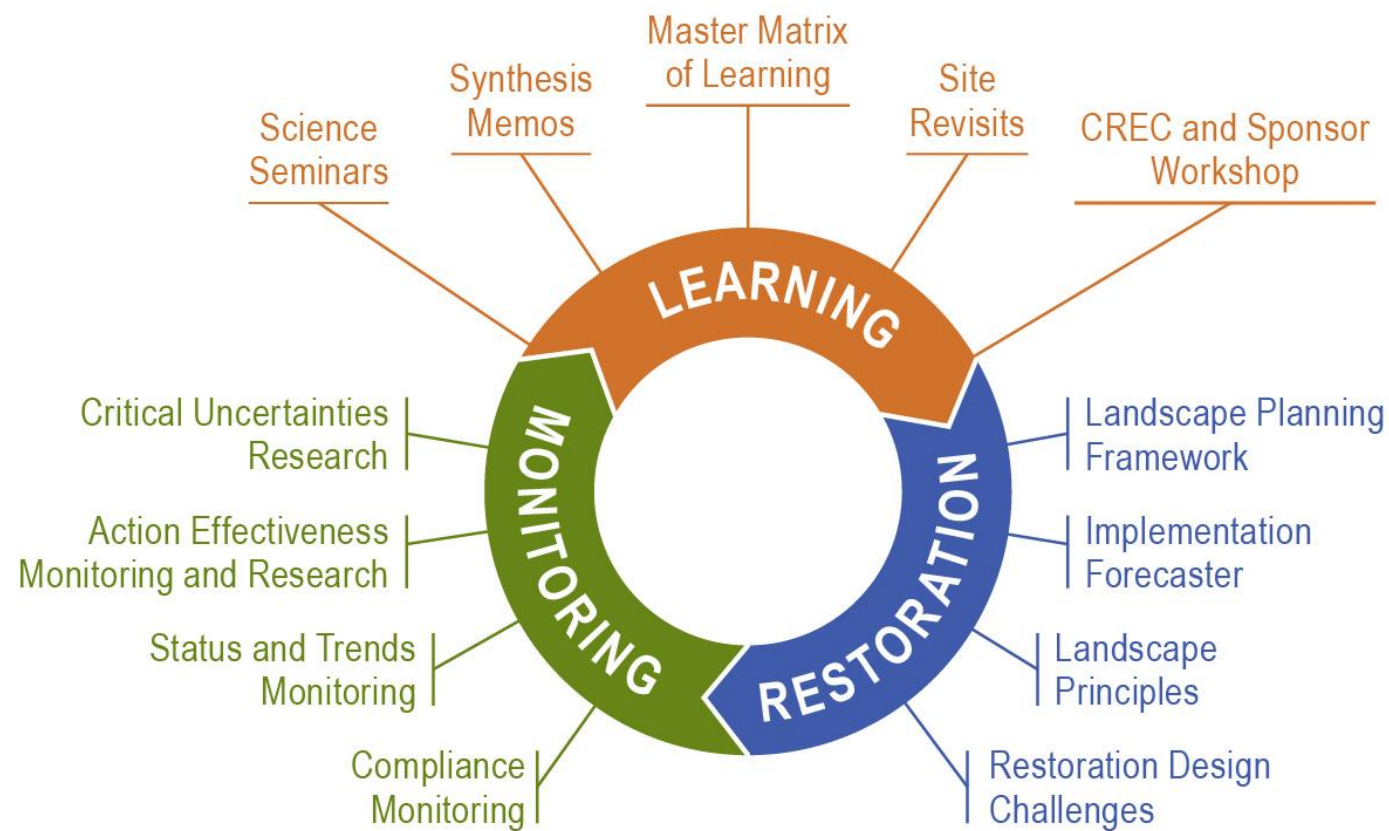 Master Matrix
of Learning
Synthesis
Memos
Site
Revisits
Science
Seminars
CREC and Sponsor
Workshop
LEARNING
Critical Uncertainties
Research
Action Effectiveness
Monitoring and Research
Status and Trends
Monitoring
Compliance
Monitoring
MONITORING
RESTORATION
Landscape Planning
Framework
Implementation
Forecaster
Landscape
Principles
Restoration Design
Challenges